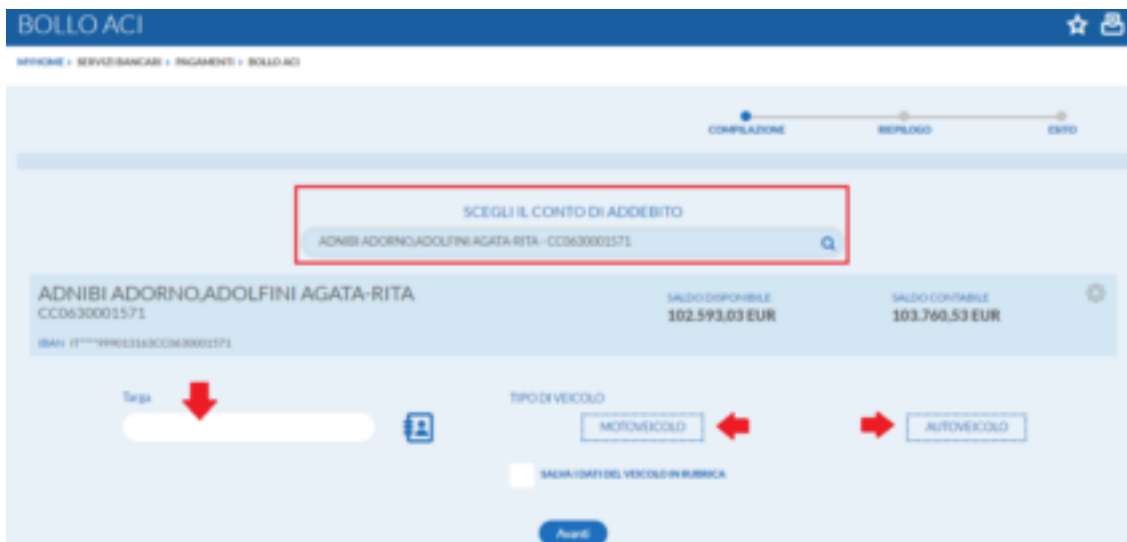 BOLLO ACI
MYHOME › SERVIZI BANCARI › PAGAMENTI › BOLLO ACI
COMPILAZIONE RIEPILOGO ESITO
SCEGLI IL CONTO DI ADDEBITO
ADNIBI ADORNO,ADOLFINI AGATA-RITA - CC0630001571
ADNIBI ADORNO,ADOLFINI AGATA-RITA
CC0630001571
SALDO DISPONIBILE SALDO CONTABILE
102.593,03 EUR 103.760,53 EUR
IBAN
Targa
TIPO DI VEICOLO
MOTOVEICOLO AUTOVEICOLO
SALVA I DATI DEL VEICOLO IN RUBRICA
Avanti